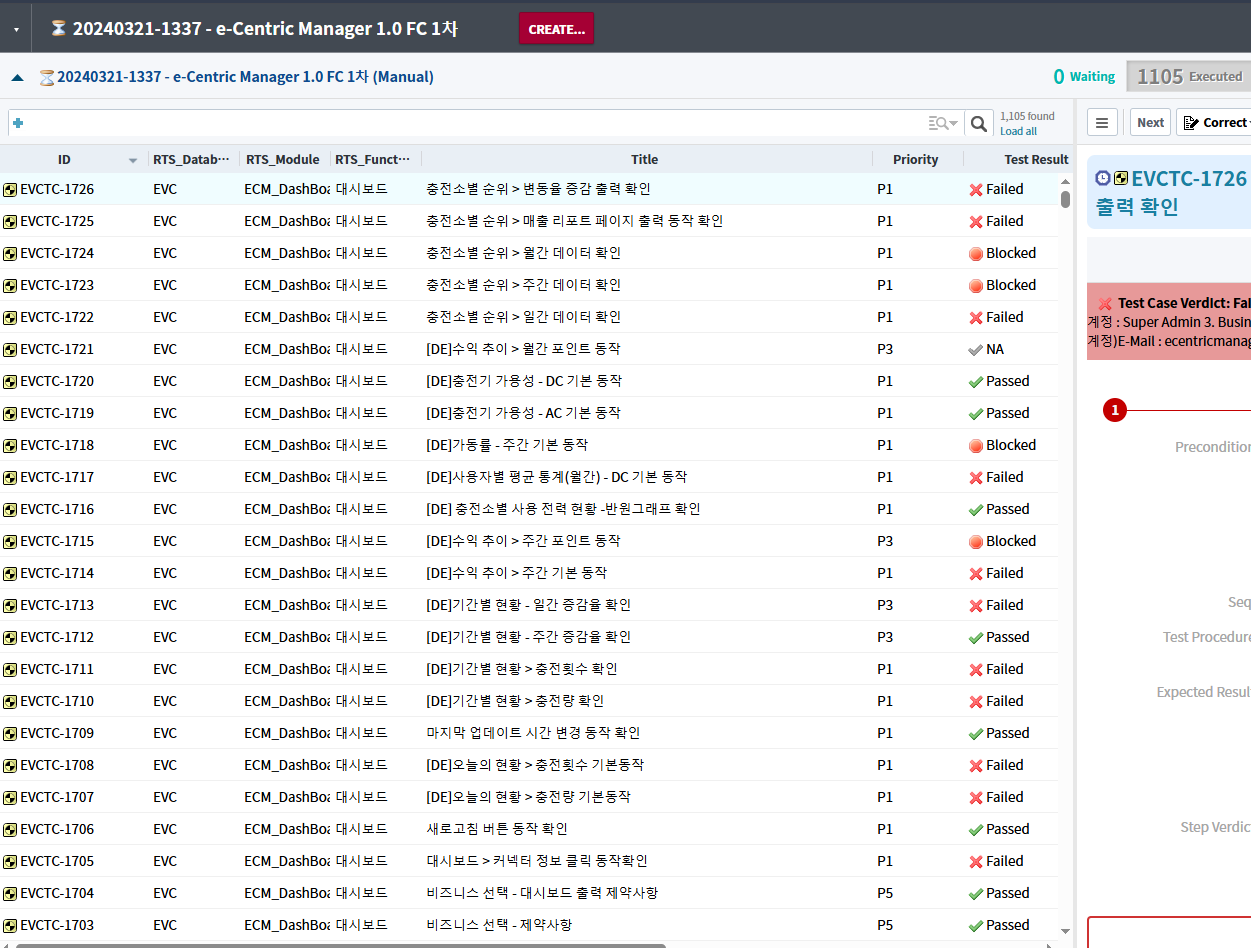 20240321-1337 - e-Centric Manager 1.0 FC 1차 CREATE...
20240321-1337 - e-Centric Manager 1.0 FC 1차 (Manual) 0 Waiting 1105 Executed
1,105 found
Load all
Next Correct
ID RTS_Datab··· RTS_Module RTS_Funct··· Title Priority Test Result
EVCTC-1726 EVC ECM_DashBoa 대시보드 충전소별 순위 > 변동율 증감 출력 확인 P1 Failed
EVCTC-1725 EVC ECM_DashBoa 대시보드 충전소별 순위 > 매출 리포트 페이지 출력 동작 확인 P1 Failed
EVCTC-1724 EVC ECM_DashBoa 대시보드 충전소별 순위 > 월간 데이터 확인 P1 Blocked
EVCTC-1723 EVC ECM_DashBoa 대시보드 충전소별 순위 > 주간 데이터 확인 P1 Blocked
EVCTC-1722 EVC ECM_DashBoa 대시보드 충전소별 순위 > 일간 데이터 확인 P1 Failed
EVCTC-1721 EVC ECM_DashBoa 대시보드 [DE]수익 추이 > 월간 포인트 동작 P3 NA
EVCTC-1720 EVC ECM_DashBoa 대시보드 [DE]충전기 가용성 - DC 기본 동작 P1 Passed
EVCTC-1719 EVC ECM_DashBoa 대시보드 [DE]충전기 가용성 - AC 기본 동작 P1 Passed
EVCTC-1718 EVC ECM_DashBoa 대시보드 [DE]가동률 - 주간 기본 동작 P1 Blocked
EVCTC-1717 EVC ECM_DashBoa 대시보드 [DE]사용자별 평균 통계(월간) - DC 기본 동작 P1 Failed
EVCTC-1716 EVC ECM_DashBoa 대시보드 [DE] 충전소별 사용 전력 현황 -반원그래프 확인 P1 Passed
EVCTC-1715 EVC ECM_DashBoa 대시보드 [DE]수익 추이 > 주간 포인트 동작 P3 Blocked
EVCTC-1714 EVC ECM_DashBoa 대시보드 [DE]수익 추이 > 주간 기본 동작 P1 Failed
EVCTC-1713 EVC ECM_DashBoa 대시보드 [DE]기간별 현황 - 일간 증감율 확인 P3 Failed
EVCTC-1712 EVC ECM_DashBoa 대시보드 [DE]기간별 현황 - 주간 증감율 확인 P3 Passed
EVCTC-1711 EVC ECM_DashBoa 대시보드 [DE]기간별 현황 > 충전횟수 확인 P1 Failed
EVCTC-1710 EVC ECM_DashBoa 대시보드 [DE]기간별 현황 > 충전량 확인 P1 Failed
EVCTC-1709 EVC ECM_DashBoa 대시보드 마지막 업데이트 시간 변경 동작 확인 P1 Passed
EVCTC-1708 EVC ECM_DashBoa 대시보드 [DE]오늘의 현황 > 충전횟수 기본동작 P1 Failed
EVCTC-1707 EVC ECM_DashBoa 대시보드 [DE]오늘의 현황 > 충전량 기본동작 P1 Failed
EVCTC-1706 EVC ECM_DashBoa 대시보드 새로고침 버튼 동작 확인 P1 Passed
EVCTC-1705 EVC ECM_DashBoa 대시보드 대시보드 > 커넥터 정보 클릭 동작확인 P1 Failed
EVCTC-1704 EVC ECM_DashBoa 대시보드 비즈니스 선택 - 대시보드 출력 제약사항 P5 Passed
EVCTC-1703 EVC ECM_DashBoa 대시보드 비즈니스 선택 - 제약사항 P5 Passed
EVCTC-1726
출력 확인
Test Case Verdict: Fai
계정 : Super Admin 3. Busin
계정)E-Mail : ecentricmanag
1
Precondition
Seq
Test Procedure
Expected Resul
Step Verdic